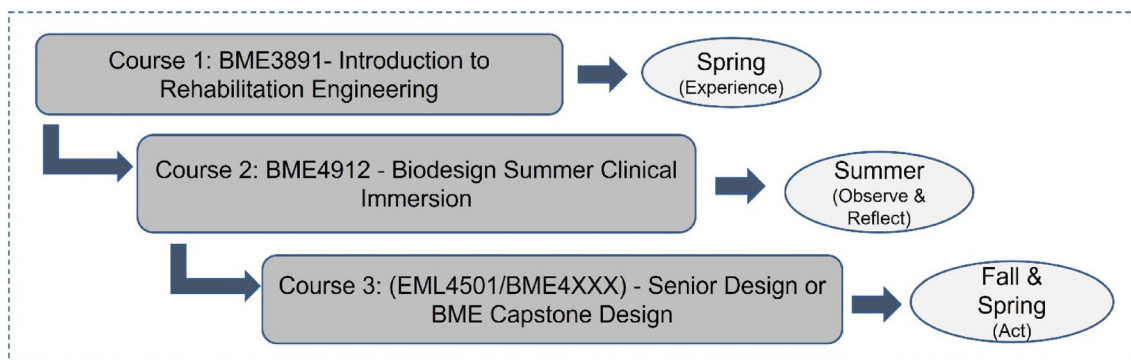 Course 1: BME3891- Introduction to
Rehabilitation Engineering
Spring
(Experience)
Course 2: BME4912 - Biodesign Summer Clinical
Immersion
Summer
(Observe &
Reflect)
Course 3: (EML4501/BME4XXX) - Senior Design or
BME Capstone Design
Fall &
Spring
(Act)